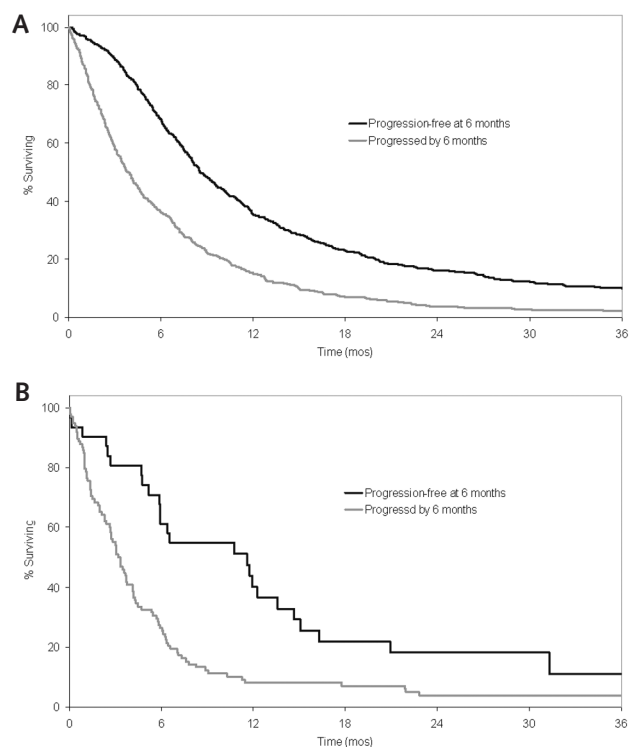 A
100
80
60
40
20
0
% Surviving
Progression-free at 6 months
Progressed by 6 months
0 6 12 18 24 30 36
Time (mos)
B
100
80
60
40
20
0
% Surviving
Progression-free at 6 months
Progressd by 6 months
0 6 12 18 24 30 36
Time (mos)